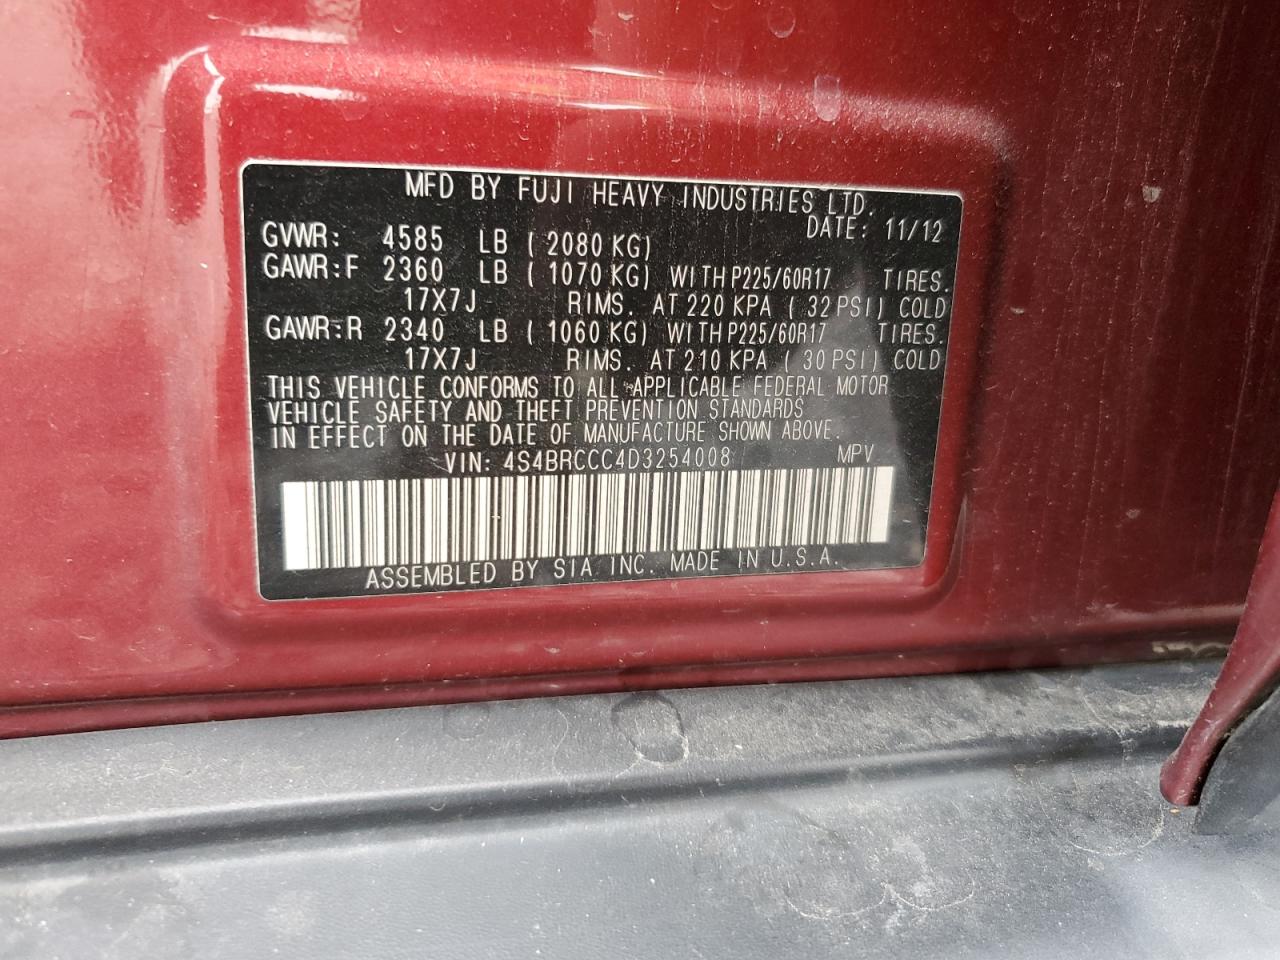 MFD BY FUJI HEAVY INDUSTRIES LTD.
DATE: 11/12
GVWR: 4585 LB ( 2080 KG)
GAWR:F 2360 LB ( 1070 KG) WITH P225/60R17 TIRES.
17X7J RIMS. AT 220 KPA ( 32 PSI) COLD
GAWR:R 2340 LB ( 1060 KG) WITH P225/60R17 TIRES.
17X7J RIMS. AT 210 KPA ( 30 PSI) COLD
THIS VEHICLE CONFORMS TO ALL APPLICABLE FEDERAL MOTOR
VEHICLE SAFETY AND THEFT PREVENTION STANDARDS
IN EFFECT ON THE DATE OF MANUFACTURE SHOWN ABOVE.
VIN: 4S4BRCCC4D3254008 MPV
ASSEMBLED BY SIA INC. MADE IN U.S.A.